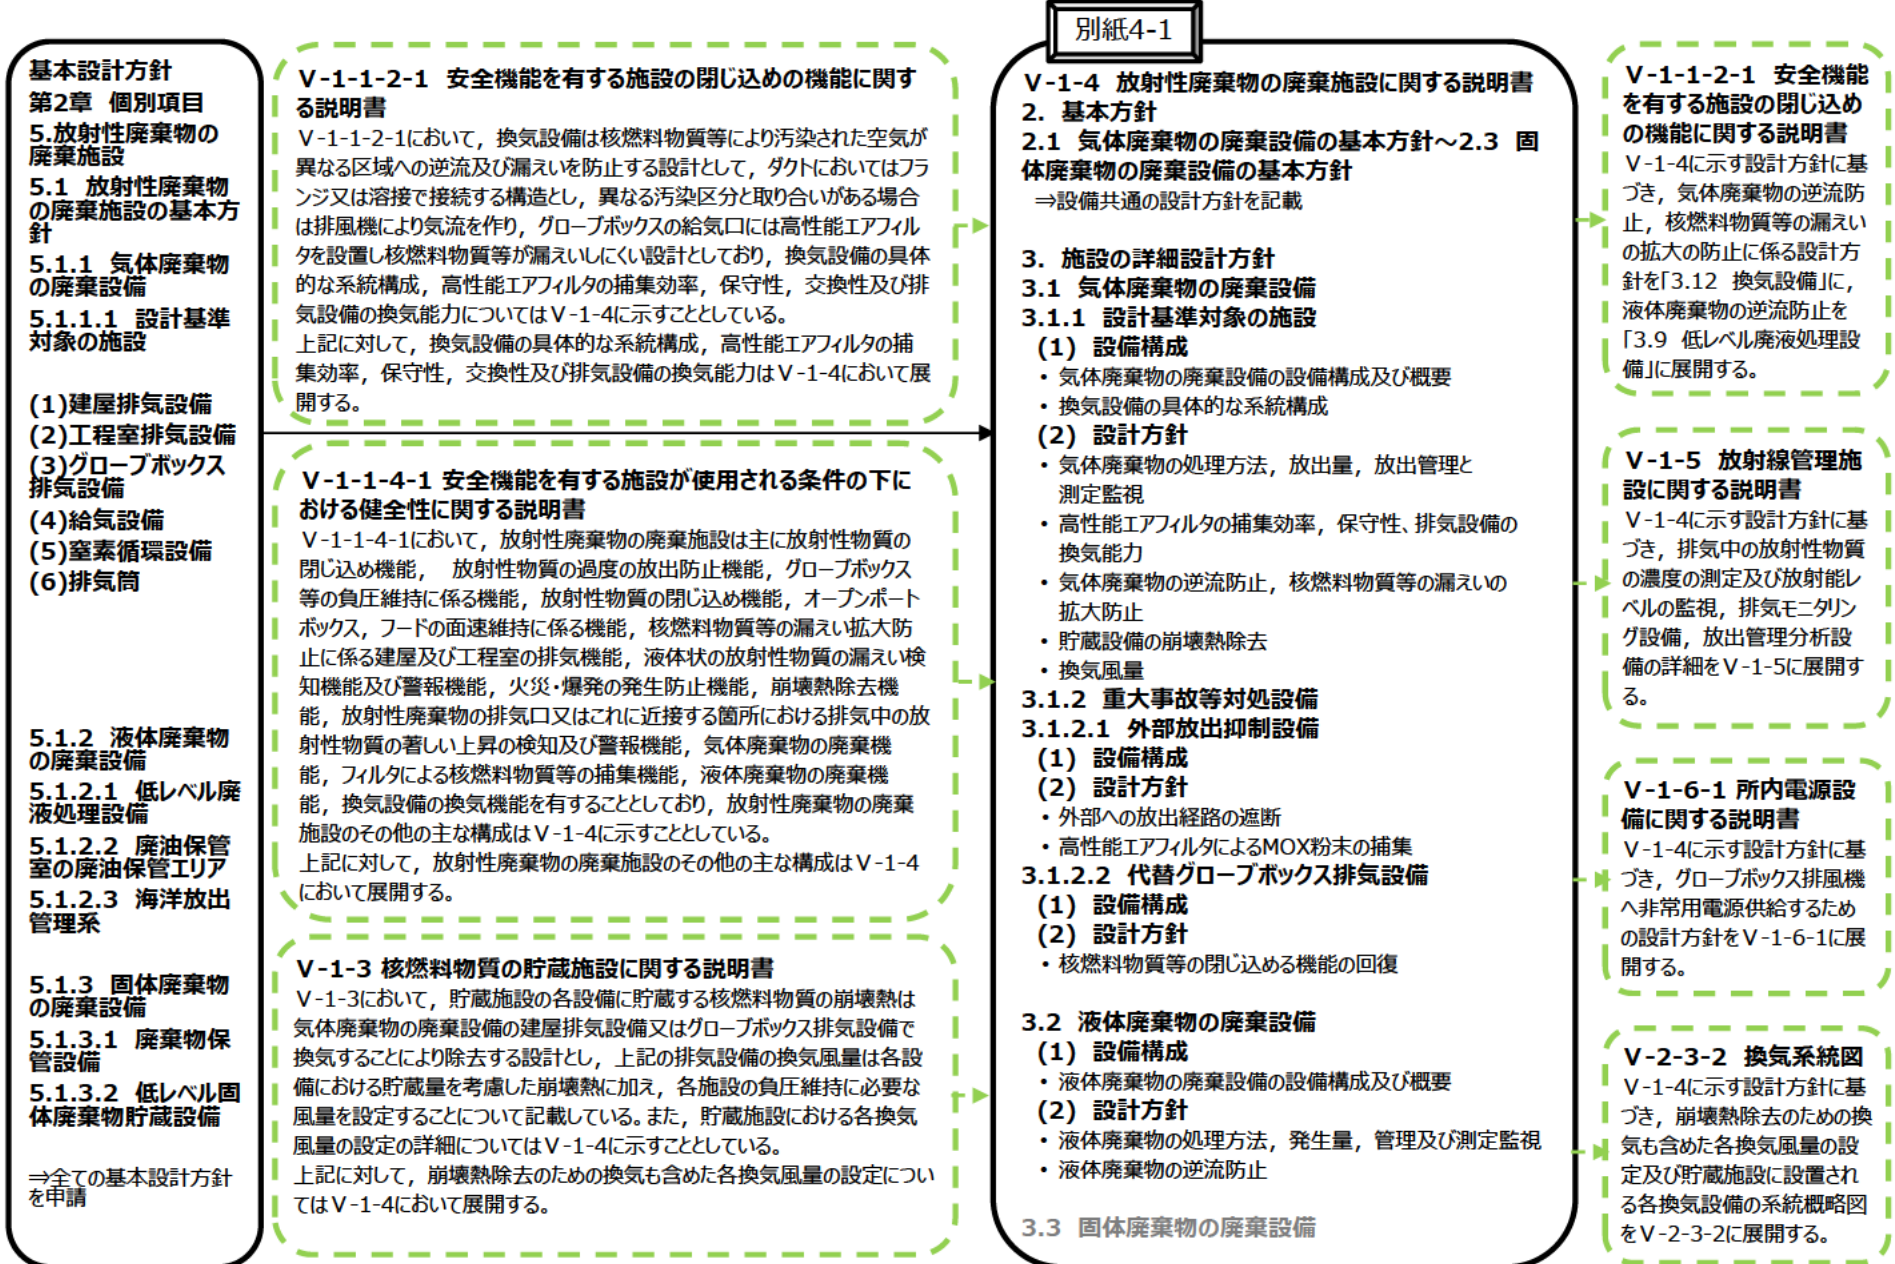 別紙4-1
基本設計方針
第2章 個別項目
5.放射性廃棄物の
廃棄施設
5.1 放射性廃棄物
の廃棄施設の基本方
針
5.1.1 気体廃棄物
の廃棄設備
5.1.1.1 設計基準
対象の施設
(1)建屋排気設備
(2)工程室排気設備
(3)グローブボックス
排気設備
(4)給気設備
(5)窒素循環設備
(6)排気筒
5.1.2 液体廃棄物
の廃棄設備
5.1.2.1 低レベル廃
液処理設備
5.1.2.2 廃油保管
室の廃油保管エリア
5.1.2.3 海洋放出
管理系
5.1.3 固体廃棄物
の廃棄設備
5.1.3.1 廃棄物保
管設備
5.1.3.2 低レベル固
体廃棄物貯蔵設備
⇒全ての基本設計方針
を申請
Ⅴ-1-1-2-1 安全機能を有する施設の閉じ込めの機能に関す
る説明書
Ⅴ-1-1-2-1において，換気設備は核燃料物質等により汚染された空気が
異なる区域への逆流及び漏えいを防止する設計として，ダクトにおいてはフラ
ンジ又は溶接で接続する構造とし，異なる汚染区分と取り合いがある場合
は排風機により気流を作り，グローブボックスの給気口には高性能エアフィル
タを設置し核燃料物質等が漏えいしにくい設計としており，換気設備の具体
的な系統構成，高性能エアフィルタの捕集効率，保守性，交換性及び排
気設備の換気能力についてはⅤ-1-4に示すこととしている。
上記に対して，換気設備の具体的な系統構成，高性能エアフィルタの捕
集効率，保守性，交換性及び排気設備の換気能力はⅤ-1-4において展
開する。
Ⅴ-1-1-4-1 安全機能を有する施設が使用される条件の下に
おける健全性に関する説明書
Ⅴ-1-1-4-1において，放射性廃棄物の廃棄施設は主に放射性物質の
閉じ込め機能， 放射性物質の過度の放出防止機能，グローブボックス
等の負圧維持に係る機能，放射性物質の閉じ込め機能，オープンポート
ボックス，フードの面速維持に係る機能，核燃料物質等の漏えい拡大防
止に係る建屋及び工程室の排気機能，液体状の放射性物質の漏えい検
知機能及び警報機能，火災・爆発の発生防止機能，崩壊熱除去機
能，放射性廃棄物の排気口又はこれに近接する箇所における排気中の放
射性物質の著しい上昇の検知及び警報機能，気体廃棄物の廃棄機
能，フィルタによる核燃料物質等の捕集機能，液体廃棄物の廃棄機
能，換気設備の換気機能を有することとしており，放射性廃棄物の廃棄
施設のその他の主な構成はⅤ-1-4に示すこととしている。
上記に対して，放射性廃棄物の廃棄施設のその他の主な構成はⅤ-1-4
において展開する。
Ⅴ-1-3 核燃料物質の貯蔵施設に関する説明書
Ⅴ-1-3において，貯蔵施設の各設備に貯蔵する核燃料物質の崩壊熱は
気体廃棄物の廃棄設備の建屋排気設備又はグローブボックス排気設備で
換気することにより除去する設計とし，上記の排気設備の換気風量は各設
備における貯蔵量を考慮した崩壊熱に加え，各施設の負圧維持に必要な
風量を設定することについて記載している。また，貯蔵施設における各換気
風量の設定の詳細についてはⅤ-1-4に示すこととしている。
上記に対して，崩壊熱除去のための換気も含めた各換気風量の設定につい
てはⅤ-1-4において展開する。
Ⅴ-1-4 放射性廃棄物の廃棄施設に関する説明書
2. 基本方針
2.1 気体廃棄物の廃棄設備の基本方針～2.3 固
体廃棄物の廃棄設備の基本方針
⇒設備共通の設計方針を記載
3. 施設の詳細設計方針
3.1 気体廃棄物の廃棄設備
3.1.1 設計基準対象の施設
(1) 設備構成
・ 気体廃棄物の廃棄設備の設備構成及び概要
・ 換気設備の具体的な系統構成
(2) 設計方針
・ 気体廃棄物の処理方法，放出量，放出管理と
測定監視
・ 高性能エアフィルタの捕集効率，保守性、排気設備の
換気能力
・ 気体廃棄物の逆流防止，核燃料物質等の漏えいの
拡大防止
・ 貯蔵設備の崩壊熱除去
・ 換気風量
3.1.2 重大事故等対処設備
3.1.2.1 外部放出抑制設備
(1) 設備構成
(2) 設計方針
・ 外部への放出経路の遮断
・ 高性能エアフィルタによるMOX粉末の捕集
3.1.2.2 代替グローブボックス排気設備
(1) 設備構成
(2) 設計方針
・ 核燃料物質等の閉じ込める機能の回復
3.2 液体廃棄物の廃棄設備
(1) 設備構成
・ 液体廃棄物の廃棄設備の設備構成及び概要
(2) 設計方針
・ 液体廃棄物の処理方法，発生量，管理及び測定監視
・ 液体廃棄物の逆流防止
3.3 固体廃棄物の廃棄設備
Ⅴ-1-1-2-1 安全機能
を有する施設の閉じ込め
の機能に関する説明書
Ⅴ-1-4に示す設計方針に基
づき，気体廃棄物の逆流防
止，核燃料物質等の漏えい
の拡大の防止に係る設計方
針を「3.12 換気設備」に，
液体廃棄物の逆流防止を
「3.9 低レベル廃液処理設
備」に展開する。
Ⅴ-1-5 放射線管理施
設に関する説明書
Ⅴ-1-4に示す設計方針に基
づき，排気中の放射性物質
の濃度の測定及び放射能レ
ベルの監視，排気モニタリン
グ設備，放出管理分析設
備の詳細をⅤ-1-5に展開す
る。
Ⅴ-1-6-1 所内電源設
備に関する説明書
Ⅴ-1-4に示す設計方針に基
づき，グローブボックス排風機
へ非常用電源供給するため
の設計方針をⅤ-1-6-1に展
開する。
Ⅴ-2-3-2 換気系統図
Ⅴ-1-4に示す設計方針に基
づき，崩壊熱除去のための換
気も含めた各換気風量の設
定及び貯蔵施設に設置され
る各換気設備の系統概略図
をⅤ-2-3-2に展開する。